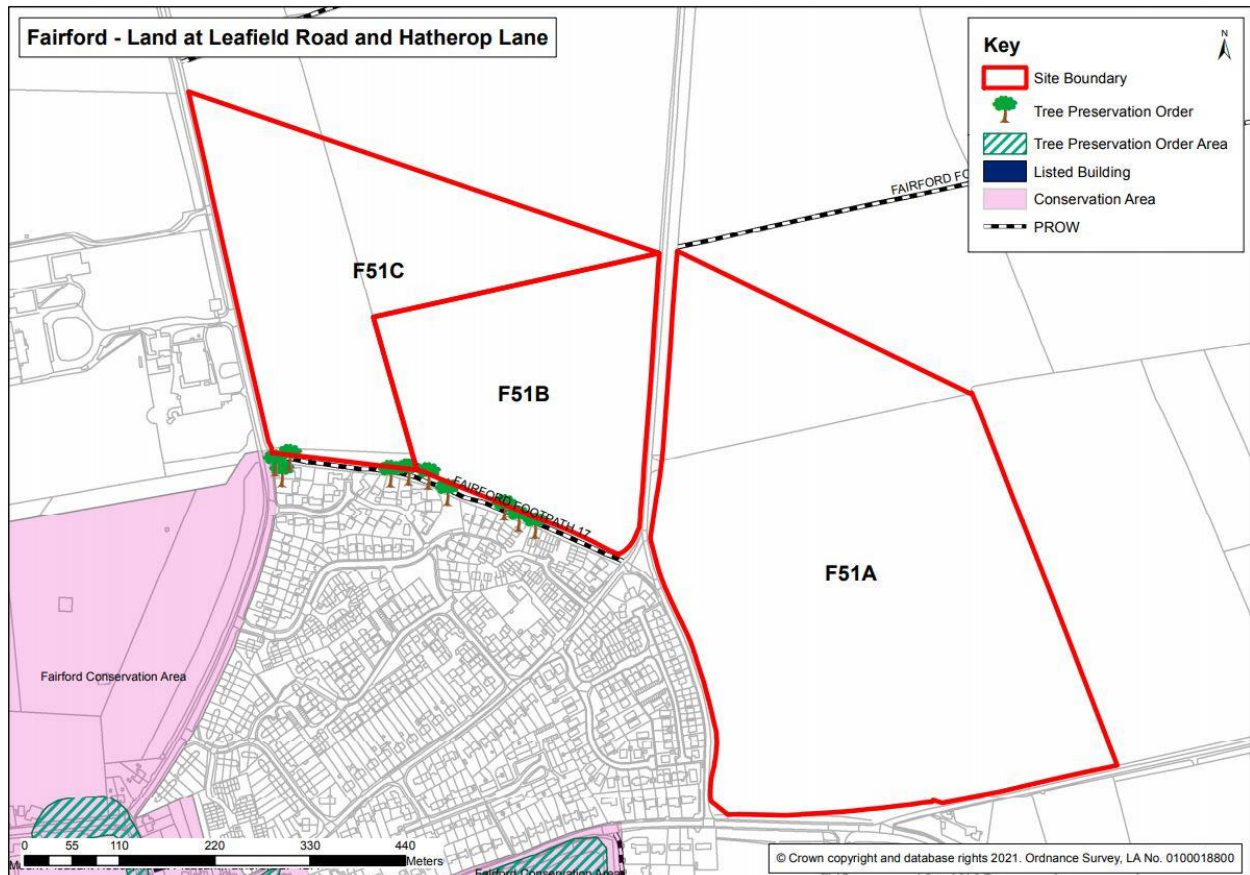 Fairford - Land at Leafield Road and Hatherop Lane
Key
N
Site Boundary
Tree Preservation Order
Tree Preservation Order Area
Listed Building
Conservation Area
PROW
FAIRFORD FO
F51C
F51B
FAIRFORD FOOTPATH 17
F51A
Fairford Conservation Area
0 55 110 220 330 440
Meters
Fairford Conservation Area
© Crown copyright and database rights 2021. Ordnance Survey, LA No. 0100018800